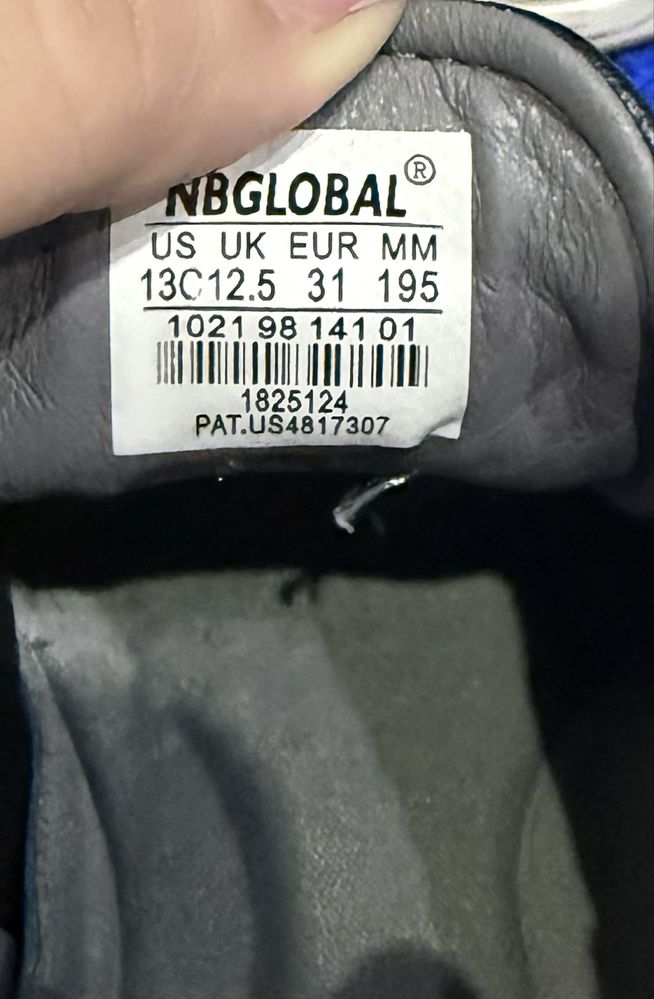 NBGLOBAL®
US UK EUR MM
13C 12.5 31 195
1021 98 141 01
1825124
PAT.US4817307